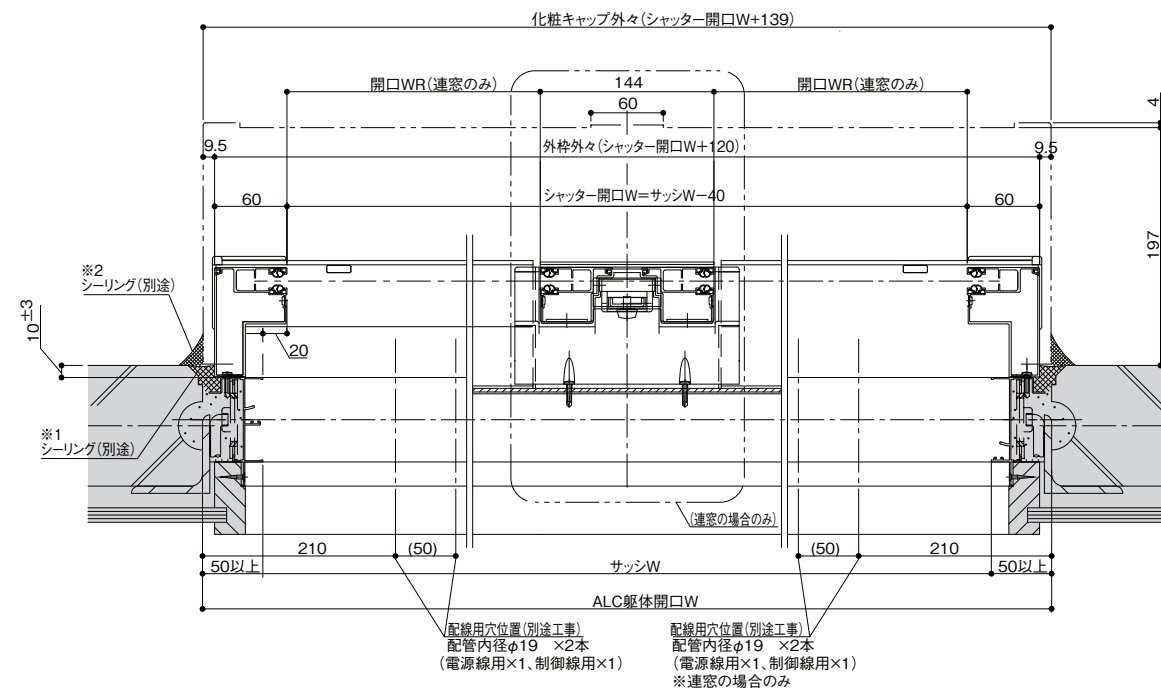 化粧キャップ外々(シャッター開口W+139)
開口WR(連窓のみ)
144
開口WR(連窓のみ)
60
4
9.5
外枠外々(シャッター開口W+120)
9.5
60
シャッター開口W=サッシW-40
60
197
※2
シーリング(別途)
10±3
20
※1
シーリング(別途)
(連窓の場合のみ)
210
(50)
(50)
210
50以上
サッシW
50以上
ALC躯体開口W
配線用穴位置(別途工事)
配管内径φ19 ×2本
(電源線用×1、制御線用×1)
配線用穴位置(別途工事)
配管内径φ19 ×2本
(電源線用×1、制御線用×1)
※連窓の場合のみ